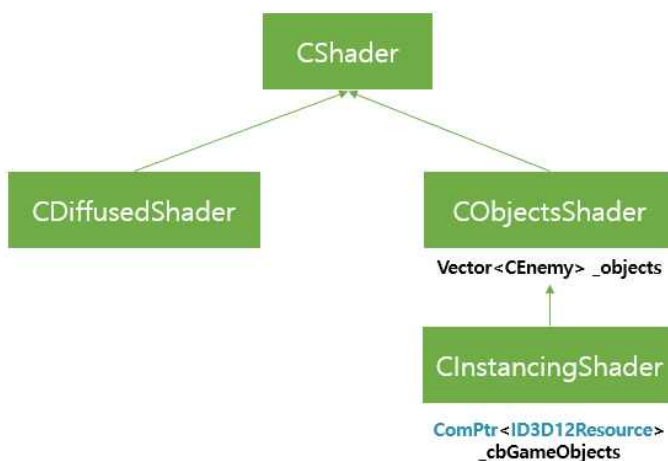 CShader
CDiffusedShader
CObjectsShader
Vector<CEnemy> _objects
CInstancingShader
ComPtr<ID3D12Resource>
_cbGameObjects